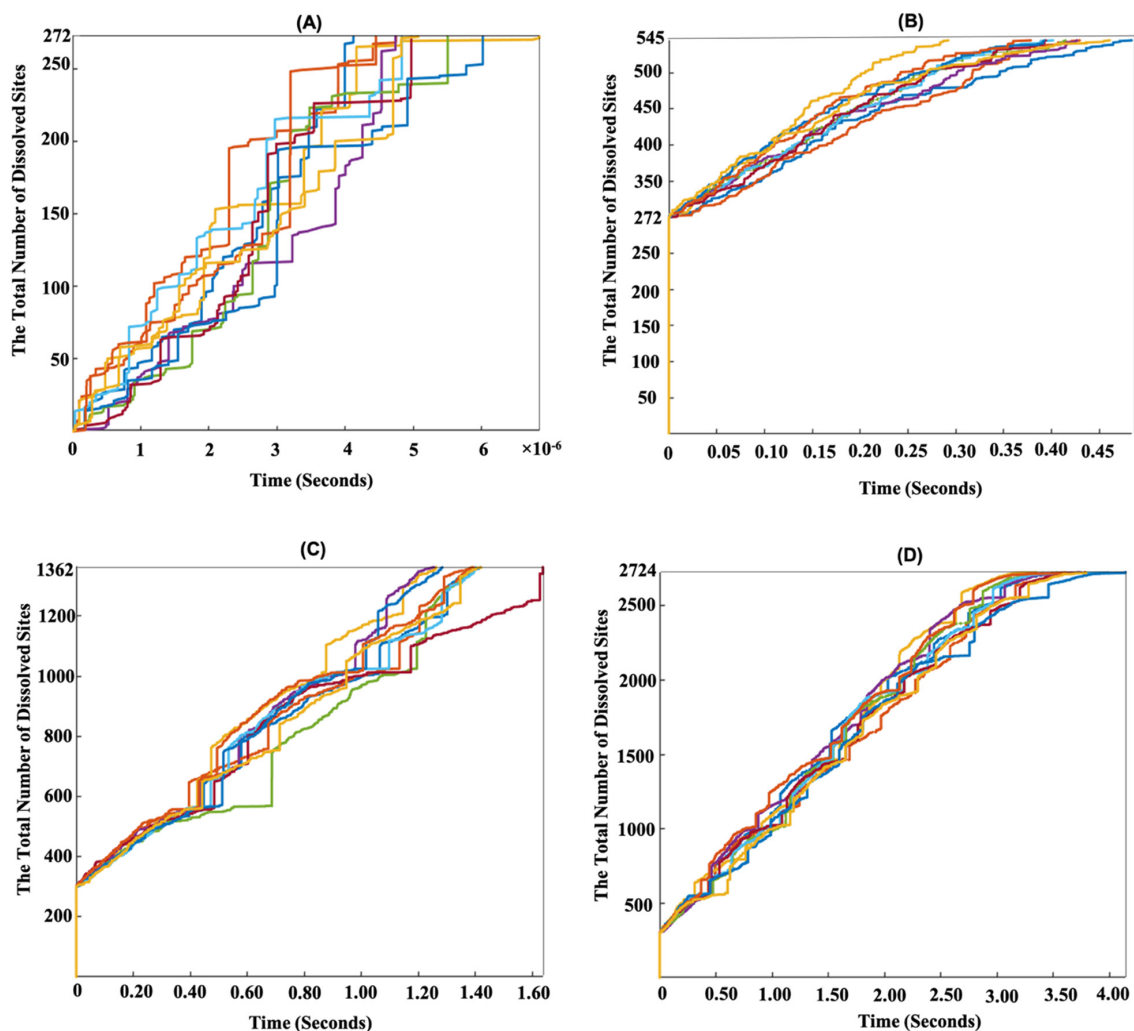 (A)
The Total Number of Dissolved Sites
272
250
200
150
100
50
0 1 2 3 4 5 6 ×10-6
Time (Seconds)
(B)
The Total Number of Dissolved Sites
545
500
450
350
272
250
200
150
100
50
0 0.05 0.10 0.15 0.20 0.25 0.30 0.35 0.40 0.45
Time (Seconds)
(C)
The Total Number of Dissolved Sites
1362
1200
1000
800
600
400
200
0 0.20 0.40 0.60 0.80 1.00 1.20 1.40 1.60
Time (Seconds)
(D)
The Total Number of Dissolved Sites
2724
2500
2000
1500
1000
500
0 0.50 1.00 1.50 2.00 2.50 3.00 3.50 4.00
Time (Seconds)